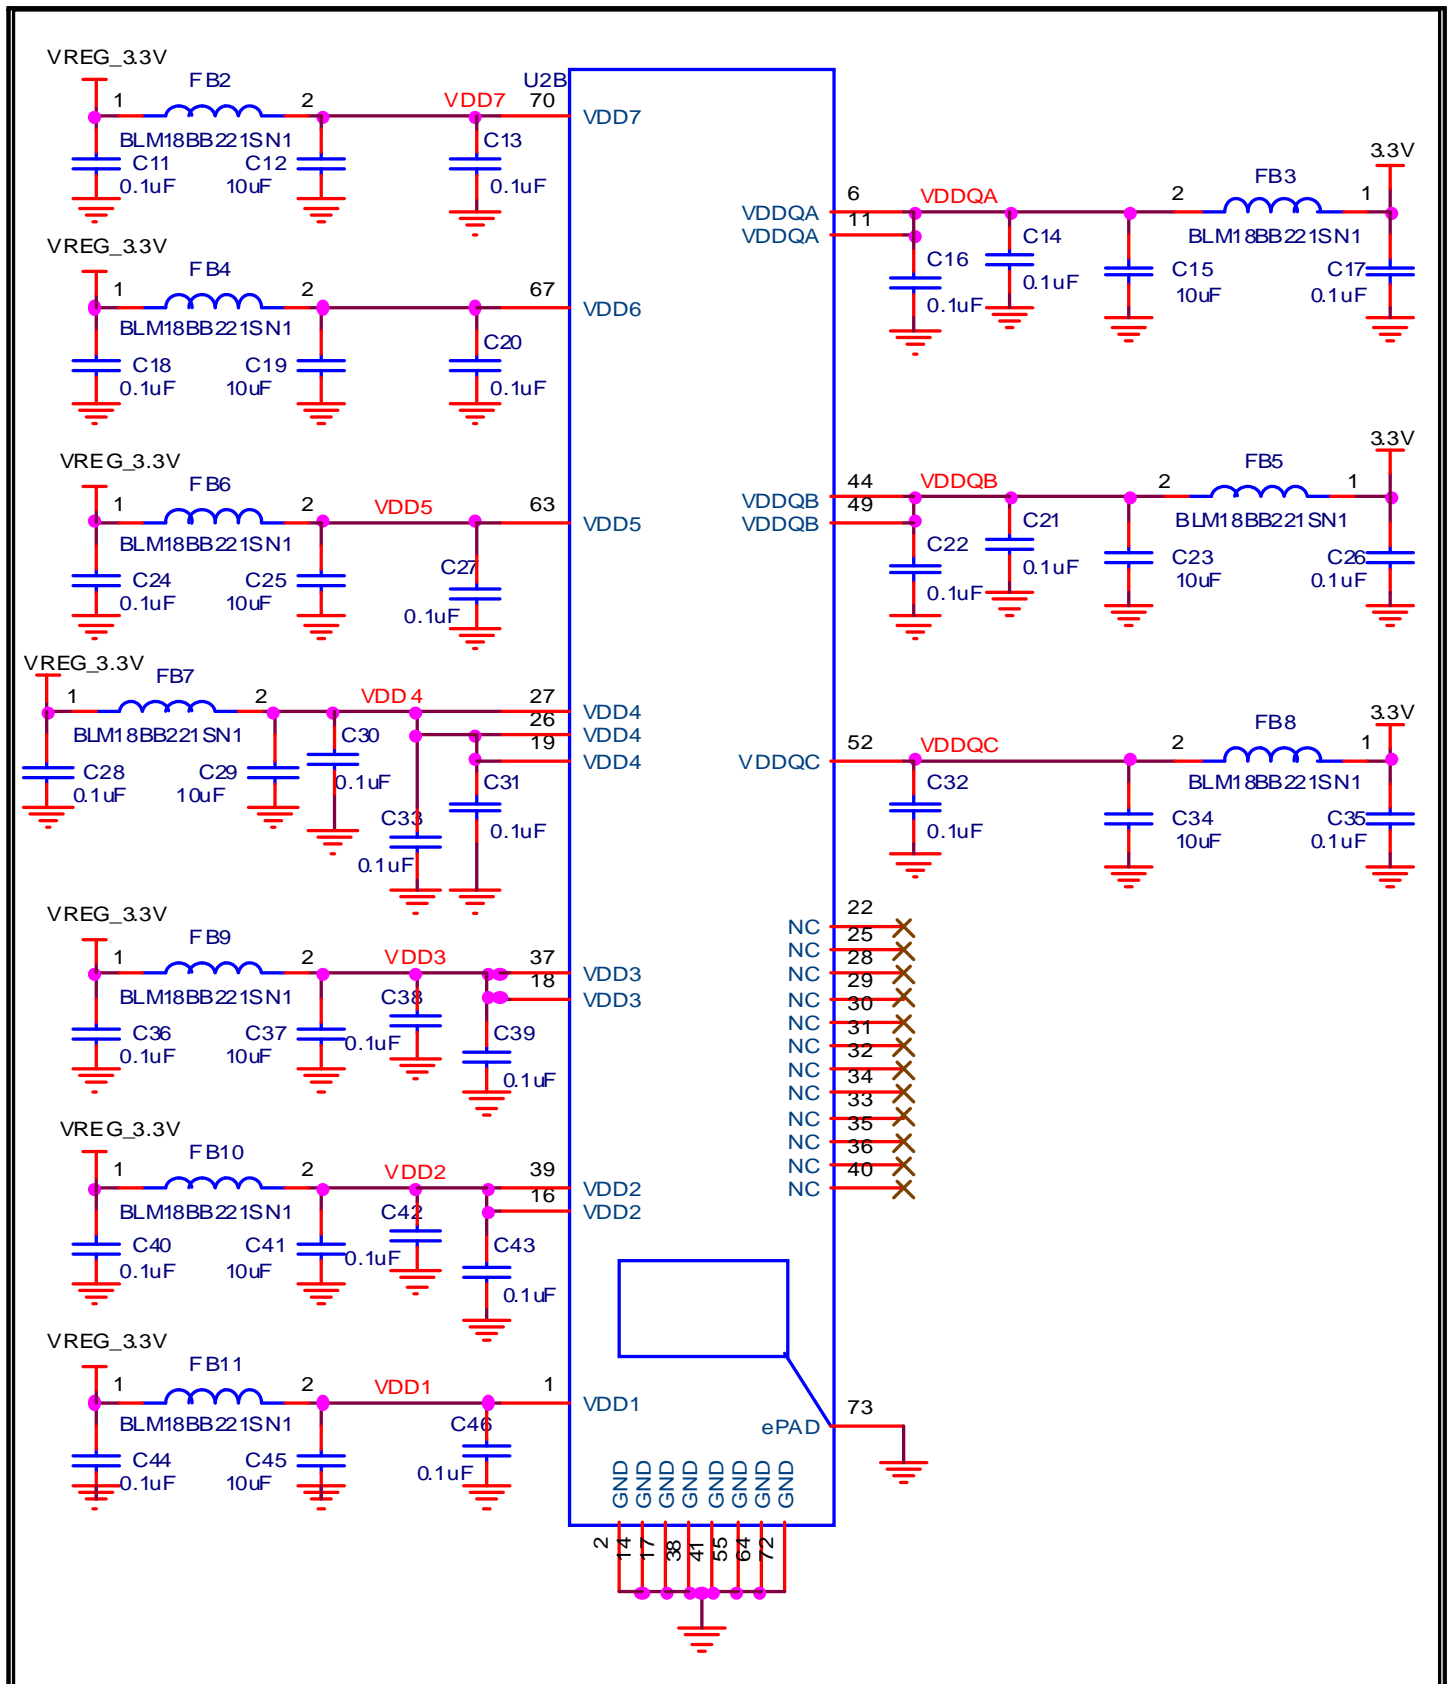 VREG_3.3V
FB2
U2B
1
2
VDD7
70
VDD7
BLM18BB221SN1
C11
0.1uF
C12
10uF
C13
0.1uF
VREG_3.3V
FB4
1
2
67
VDD6
BLM18BB221SN1
C18
0.1uF
C19
10uF
C20
0.1uF
VREG_3.3V
FB6
1
2
VDD5
63
VDD5
BLM18BB221SN1
C24
0.1uF
C25
10uF
C27
0.1uF
VREG_3.3V
FB7
1
2
VDD4
27
VDD4
26
VDD4
19
VDD4
BLM18BB221SN1
C28
0.1uF
C29
10uF
C30
0.1uF
C33
0.1uF
C31
0.1uF
VREG_3.3V
FB9
1
2
VDD3
37
VDD3
18
VDD3
BLM18BB221SN1
C36
0.1uF
C37
10uF
C38
0.1uF
C39
0.1uF
VREG_3.3V
FB10
1
2
VDD2
39
VDD2
16
VDD2
BLM18BB221SN1
C40
0.1uF
C41
10uF
C42
0.1uF
C43
0.1uF
VREG_3.3V
FB11
1
2
VDD1
1
VDD1
BLM18BB221SN1
C44
0.1uF
C45
10uF
C46
0.1uF
3.3V
VDDQA
6
VDDQA
VDDQA
11
2
FB3
1
BLM18BB221SN1
C16
0.1uF
C14
0.1uF
C15
10uF
C17
0.1uF
3.3V
VDDQB
44
VDDQB
VDDQB
49
2
FB5
1
BLM18BB221SN1
C22
0.1uF
C21
0.1uF
C23
10uF
C26
0.1uF
3.3V
VDDQC
52
VDDQC
2
FB8
1
BLM18BB221SN1
C32
0.1uF
C34
10uF
C35
0.1uF
NC
22
NC
25
NC
28
NC
29
NC
30
NC
31
NC
32
NC
34
NC
33
NC
35
NC
36
NC
40
ePAD
73
GND
GND
GND
GND
GND
GND
GND
GND
2
14
17
38
41
55
64
72